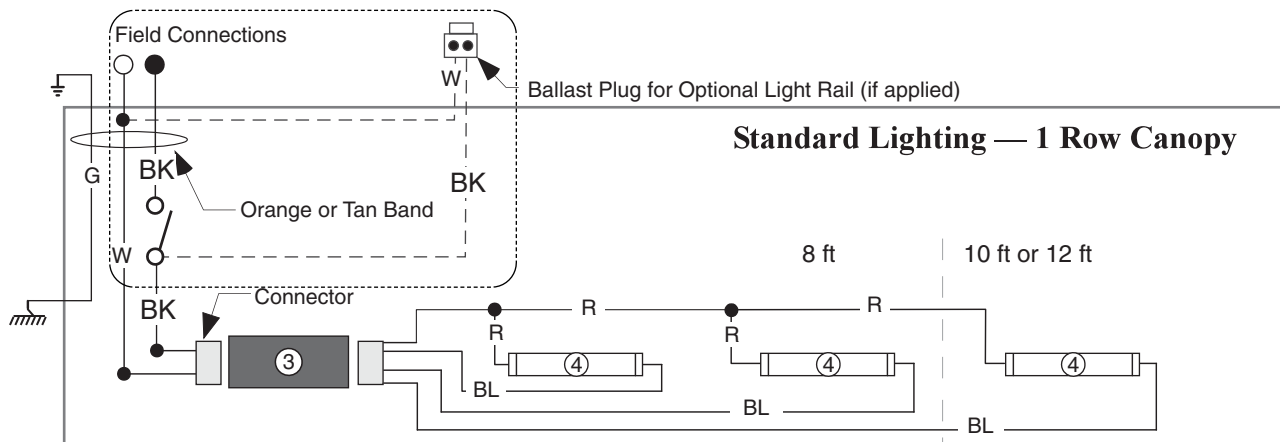 Field Connections
W
Ballast Plug for Optional Light Rail (if applied)
Standard Lighting — 1 Row Canopy
G
BK
BK
Orange or Tan Band
W
8 ft
10 ft or 12 ft
BK
Connector
R
R
R
R
3
4
4
4
BL
BL
BL